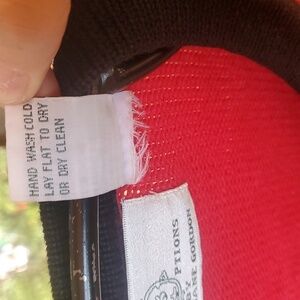 HAND WASH COLD
LAY FLAT TO DRY
OR DRY CLEAN
PTIONS
GORDON